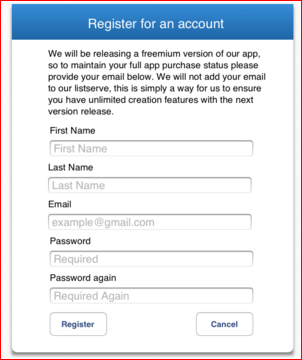 Register for an account
We will be releasing a freemium version of our app,
so to maintain your full app purchase status please
provide your email below. We will not add your email
to our listserve, this is simply a way for us to ensure
you have unlimited creation features with the next
version release.
First Name
First Name
Last Name
Last Name
Email
example@gmail.com
Password
Required
Password again
Required Again
Register Cancel